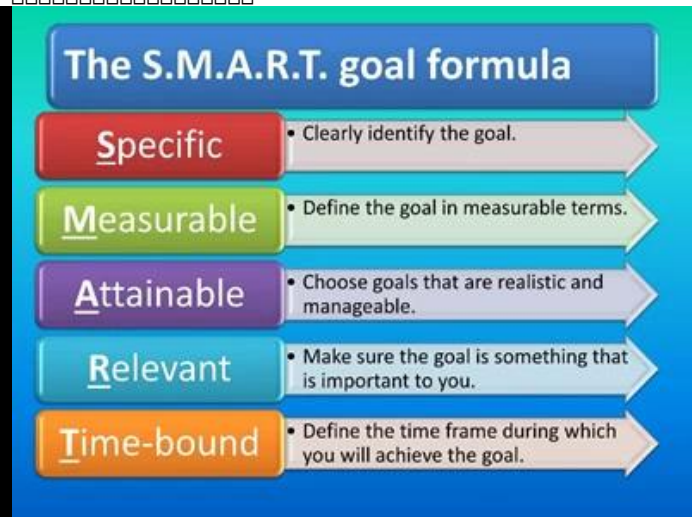 The S.M.A.R.T. goal formula
Specific
• Clearly identify the goal.
Measurable
• Define the goal in measurable terms.
Attainable
• Choose goals that are realistic and
manageable.
Relevant
• Make sure the goal is something that
is important to you.
Time-bound
• Define the time frame during which
you will achieve the goal.